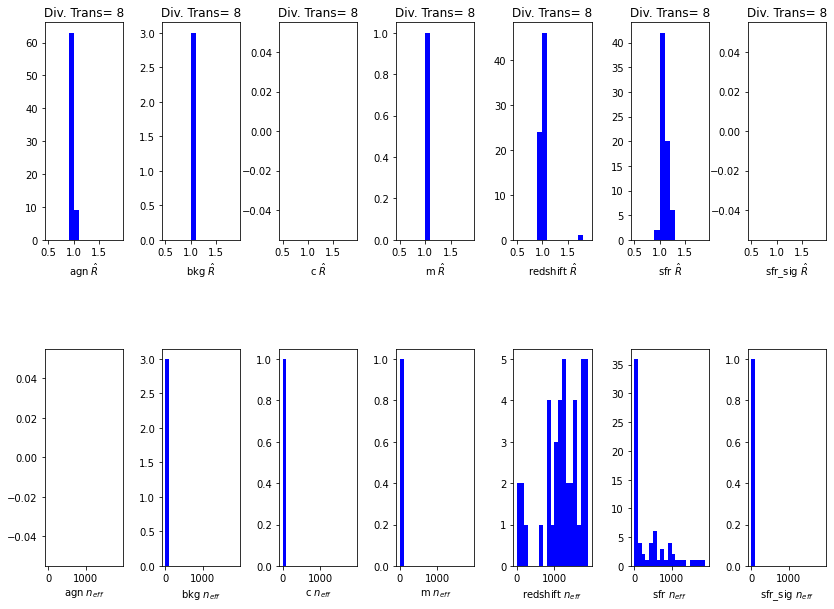 Div. Trans= 8 Div. Trans= 8 Div. Trans= 8 Div. Trans= 8 Div. Trans= 8 Div. Trans= 8 Div. Trans= 8
60 50 40 30 20 10 0
3.0 2.5 2.0 1.5 1.0 0.5 0.0
0.04 0.02 0.00 −0.02 −0.04
1.0 0.8 0.6 0.4 0.2 0.0
40 30 20 10 0
40 35 30 25 20 15 10 5 0
0.04 0.02 0.00 −0.02 −0.04
0.5 1.0 1.5 0.5 1.0 1.5 0.5 1.0 1.5 0.5 1.0 1.5 0.5 1.0 1.5 0.5 1.0 1.5 0.5 1.0 1.5
agn R̂ bkg R̂ c R̂ m R̂ redshift R̂ sfr R̂ sfr_sig R̂
0.04 0.02 0.00 −0.02 −0.04
3.0 2.5 2.0 1.5 1.0 0.5 0.0
1.0 0.8 0.6 0.4 0.2 0.0
1.0 0.8 0.6 0.4 0.2 0.0
5 4 3 2 1 0
35 30 25 20 15 10 5 0
1.0 0.8 0.6 0.4 0.2 0.0
0 1000 0 1000 0 1000 0 1000 0 1000 0 1000 0 1000
agn neff bkg neff c neff m neff redshift neff sfr neff sfr_sig neff